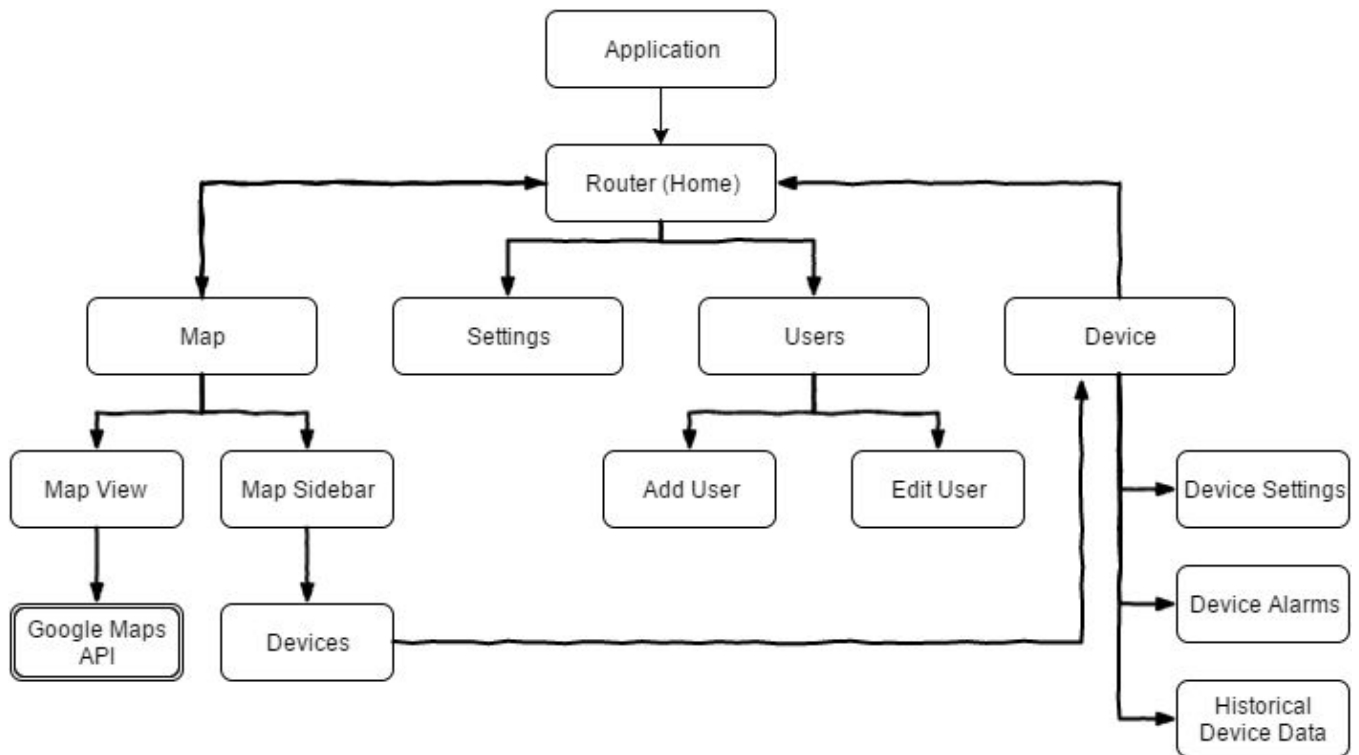 Application
Router (Home)
Map
Settings
Users
Device
Map View
Map Sidebar
Add User
Edit User
Device Settings
Google Maps
API
Devices
Device Alarms
Historical
Device Data